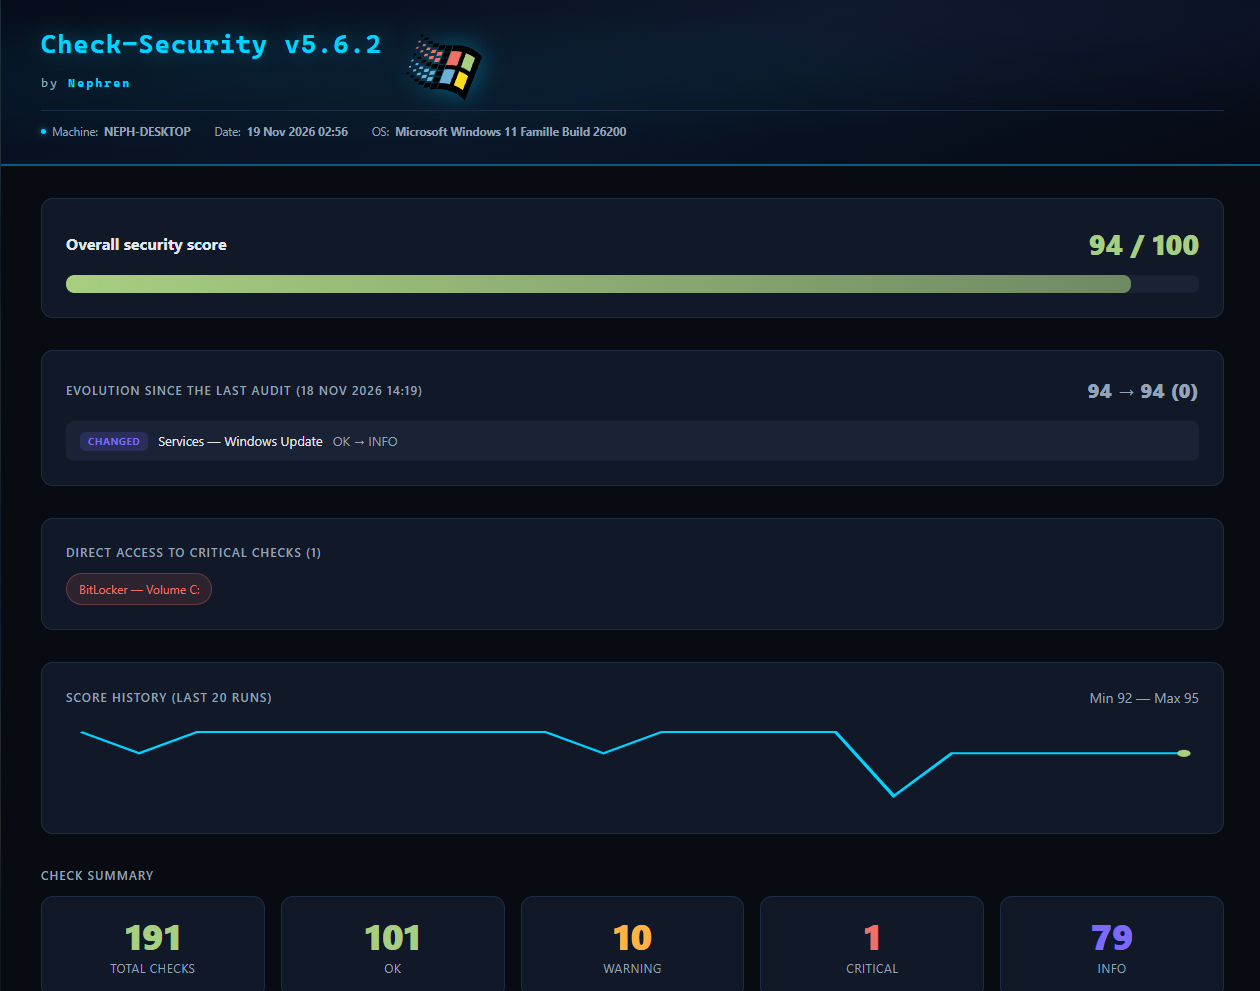 Check-Security v5.6.2
by Nephren
Machine: NEPH-DESKTOP Date: 19 Nov 2026 02:56 OS: Microsoft Windows 11 Famille Build 26200
Overall security score 94 / 100
EVOLUTION SINCE THE LAST AUDIT (18 NOV 2026 14:19) 94 → 94 (0)
CHANGED Services — Windows Update OK → INFO
DIRECT ACCESS TO CRITICAL CHECKS (1)
BitLocker — Volume C:
SCORE HISTORY (LAST 20 RUNS) Min 92 — Max 95
CHECK SUMMARY
191 101 10 1 79
TOTAL CHECKS OK WARNING CRITICAL INFO